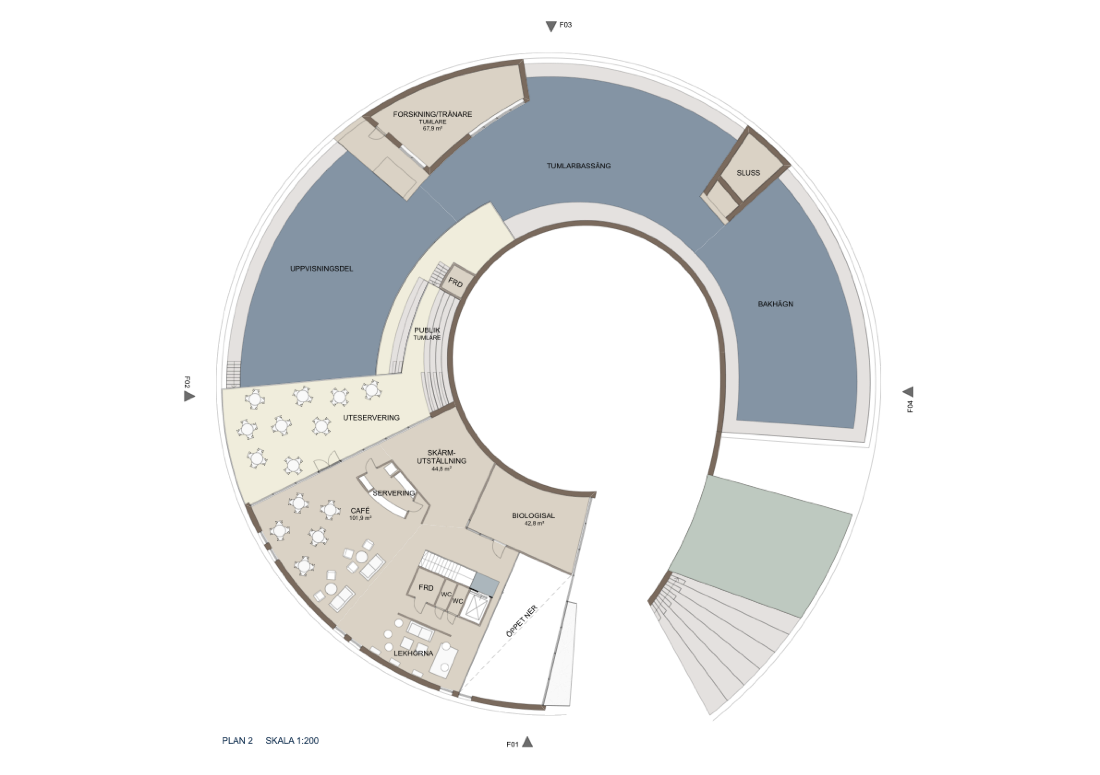 F03
FORSKNING/TRÄNARE
TUMLARE
67,9 m²
TUMLARBASSÄNG
SLUSS
UPPVISNINGSDEL
FRD
BAKHÄGN
PUBLIK
TUMLARE
F02
F04
UTESERVERING
SKÄRM-
UTSTÄLLNING
44,8 m²
SERVERING
CAFÉ
101,9 m²
BIOLOGISAL
42,8 m²
FRD
WC
WC
ÖPPET NER
LEKHÖRNA
PLAN 2 SKALA 1:200
F01